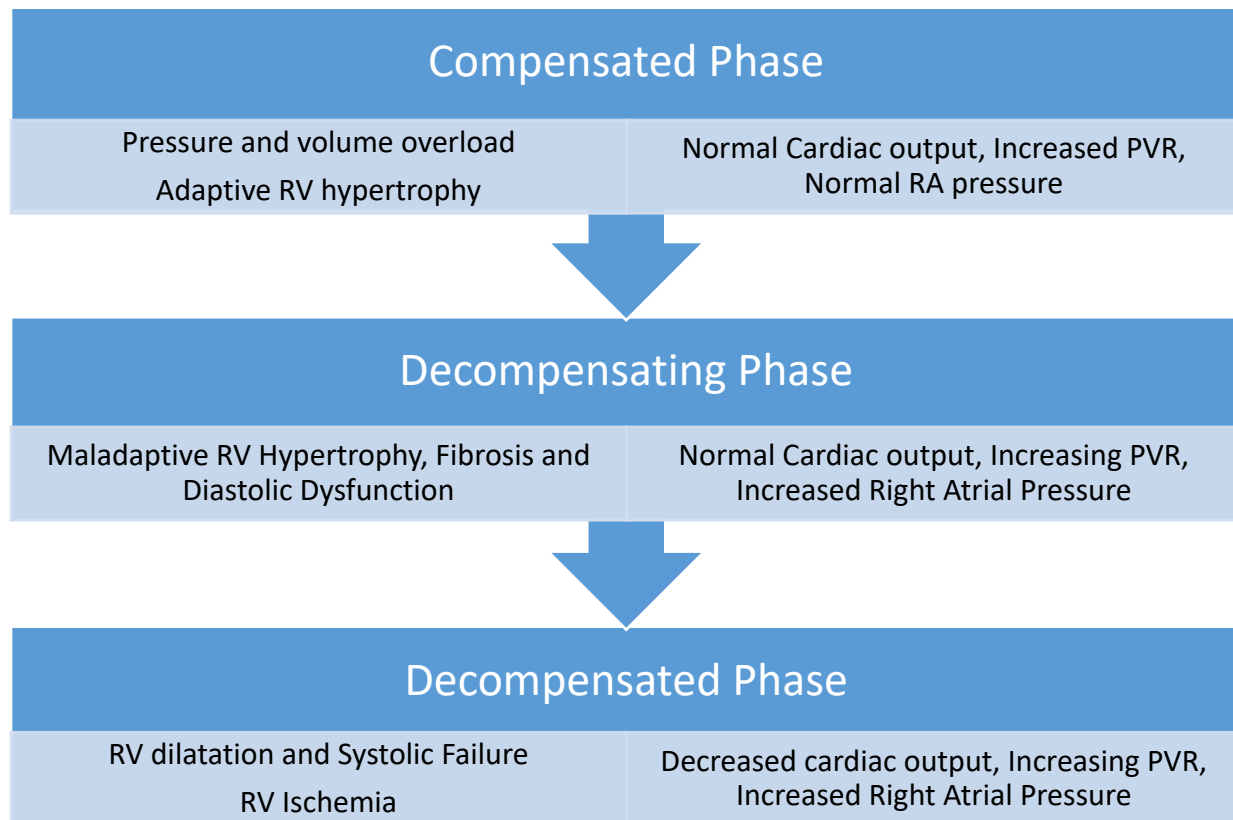 Compensated Phase
Pressure and volume overload
Adaptive RV hypertrophy
Normal Cardiac output, Increased PVR,
Normal RA pressure
Decompensating Phase
Maladaptive RV Hypertrophy, Fibrosis and
Diastolic Dysfunction
Normal Cardiac output, Increasing PVR,
Increased Right Atrial Pressure
Decompensated Phase
RV dilatation and Systolic Failure
RV Ischemia
Decreased cardiac output, Increasing PVR,
Increased Right Atrial Pressure